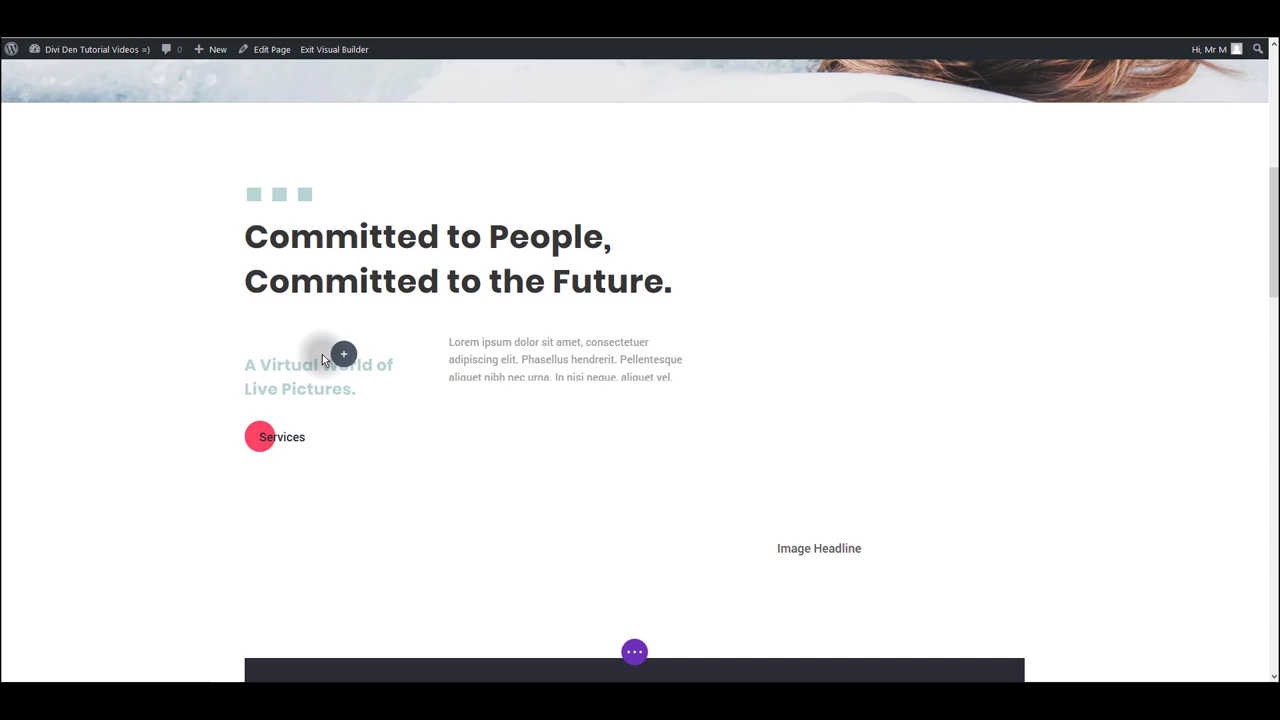 Divi Den Tutorial Videos =) 0 New Edit Page Exit Visual Builder Hi, Mr M
Committed to People,
Committed to the Future.
A Virtual World of
Live Pictures.
Lorem ipsum dolor sit amet, consectetuer
adipiscing elit. Phasellus hendrerit. Pellentesque
aliquet nibh nec urna. In nisi neque, aliquet vel,
Services
Image Headline